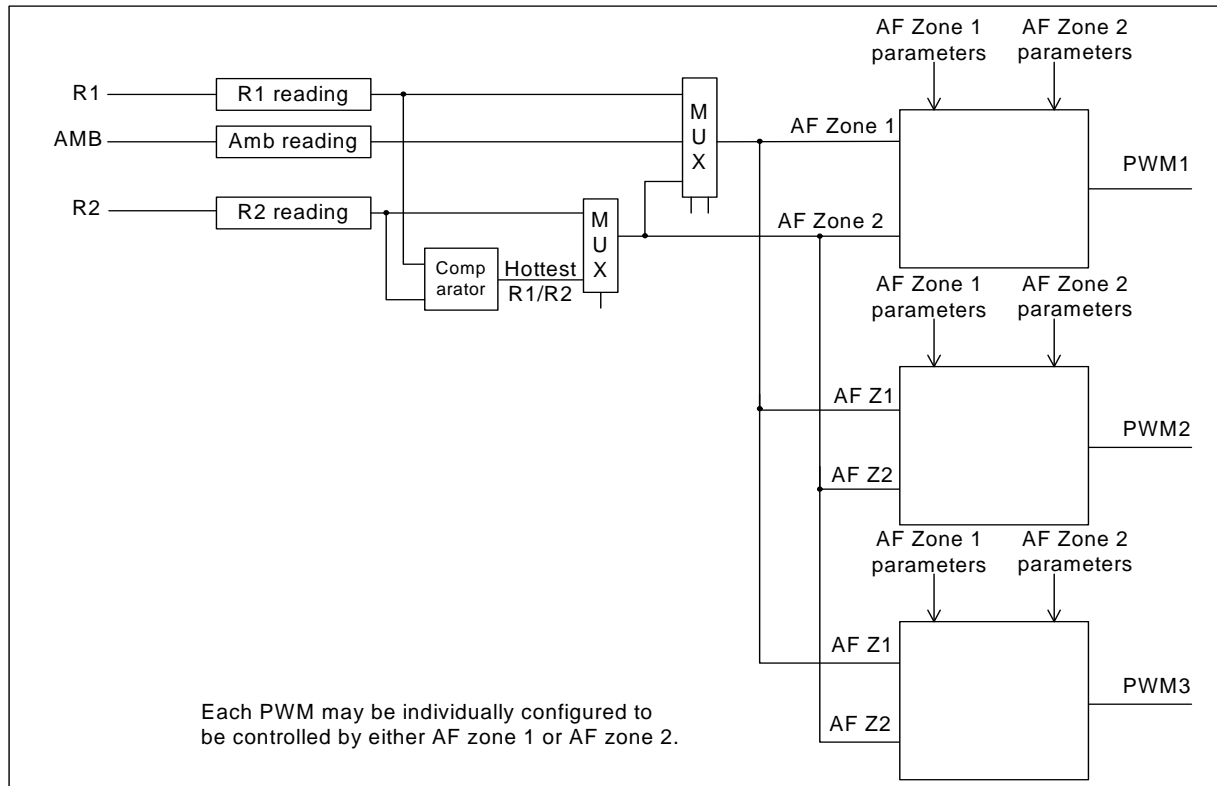 AF Zone 1
parameters
AF Zone 2
parameters
R1
R1 reading
AMB
Amb reading
R2
R2 reading
M
U
X
M
U
X
Comp
arator
Hottest
R1/R2
AF Zone 1
AF Zone 2
PWM1
AF Zone 1
parameters
AF Zone 2
parameters
AF Z1
AF Z2
PWM2
AF Zone 1
parameters
AF Zone 2
parameters
AF Z1
AF Z2
PWM3
Each PWM may be individually configured to
be controlled by either AF zone 1 or AF zone 2.